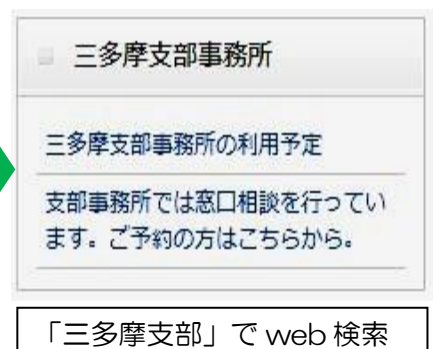 三多摩支部事務所
三多摩支部事務所の利用予定
支部事務所では窓口相談を行ってい
ます。ご予約の方はこちらから。
「三多摩支部」で web 検索